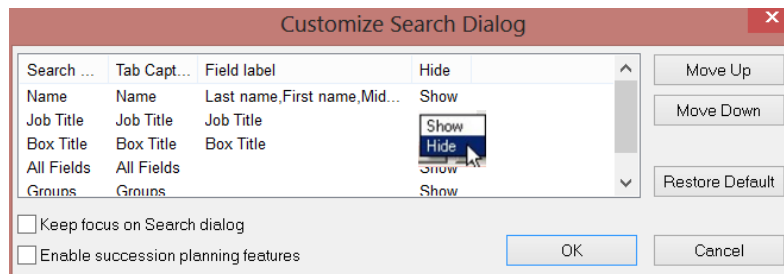 Customize Search Dialog
Search ... Tab Capt... Field label Hide
Name Name Last name,First name,Mid... Show
Job Title Job Title Job Title
Show
Box Title Box Title Box Title
Hide
All Fields All Fields Show
Groups Groups Show
Move Up
Move Down
Restore Default
Keep focus on Search dialog
Enable succession planning features
OK Cancel